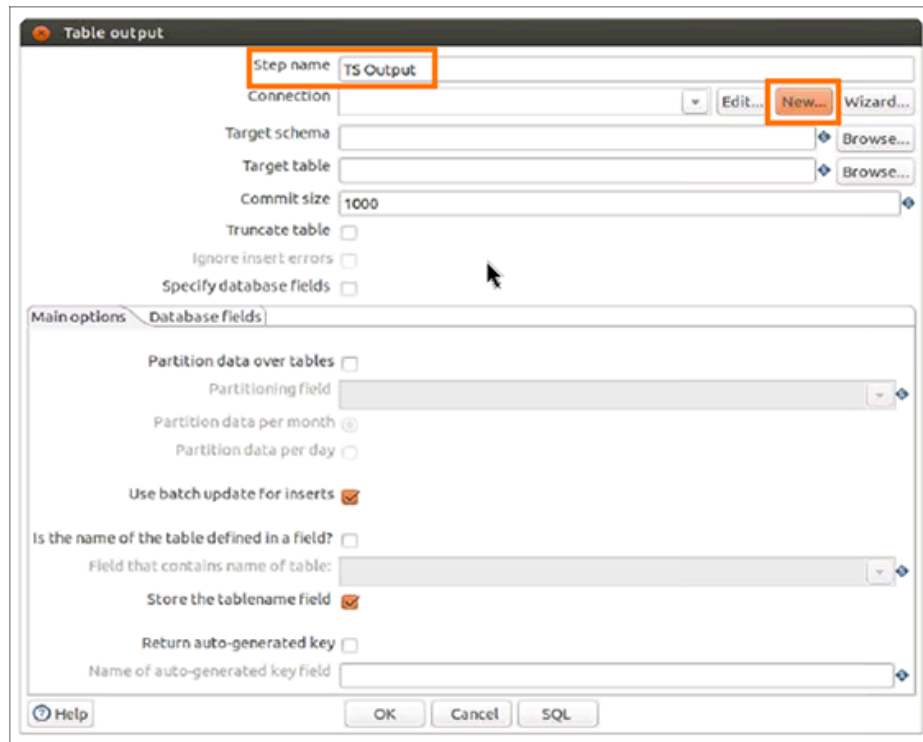 Table output
Step name TS Output
Connection Edit... New... Wizard...
Target schema Browse...
Target table Browse...
Commit size 1000
Truncate table
Ignore insert errors
Specify database fields
Main options Database fields
Partition data over tables
Partitioning field
Partition data per month
Partition data per day
Use batch update for inserts
Is the name of the table defined in a field?
Field that contains name of table:
Store the tablename field
Return auto-generated key
Name of auto-generated key field
Help OK Cancel SQL